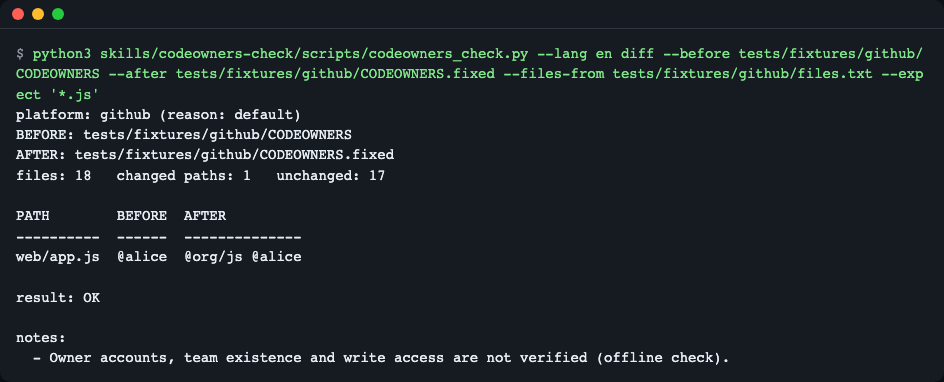 $ python3 skills/codeowners-check/scripts/codeowners_check.py --lang en diff --before tests/fixtures/github/
CODEOWNERS --after tests/fixtures/github/CODEOWNERS.fixed --files-from tests/fixtures/github/files.txt --exp
ect '*.js'
platform: github (reason: default)
BEFORE: tests/fixtures/github/CODEOWNERS
AFTER: tests/fixtures/github/CODEOWNERS.fixed
files: 18   changed paths: 1   unchanged: 17

PATH        BEFORE  AFTER
----------  ------  --------------
web/app.js  @alice  @org/js @alice

result: OK

notes:
  - Owner accounts, team existence and write access are not verified (offline check).